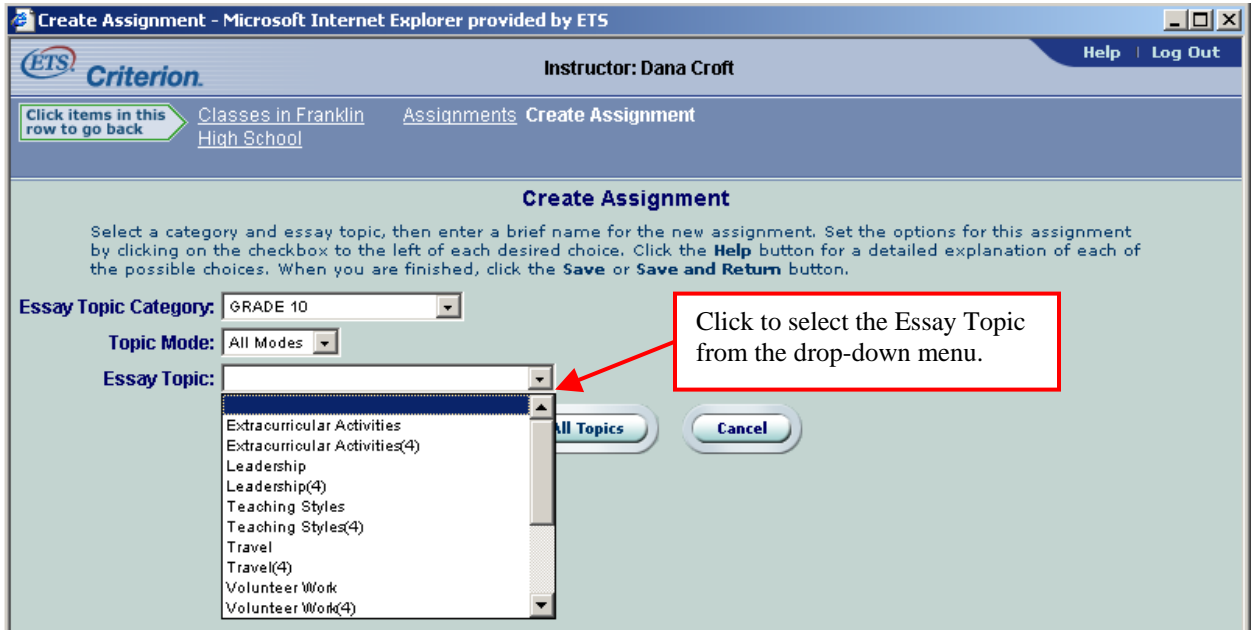 Create Assignment - Microsoft Internet Explorer provided by ETS
ETS Criterion.
Instructor: Dana Croft
Help | Log Out
Click items in this
row to go back
Classes in Franklin
High School
Assignments Create Assignment
Create Assignment
Select a category and essay topic, then enter a brief name for the new assignment. Set the options for this assignment
by clicking on the checkbox to the left of each desired choice. Click the Help button for a detailed explanation of each of
the possible choices. When you are finished, click the Save or Save and Return button.
Essay Topic Category: GRADE 10
Topic Mode: All Modes
Essay Topic:
Click to select the Essay Topic
from the drop-down menu.
Extracurricular Activities
Extracurricular Activities(4)
Leadership
Leadership(4)
Teaching Styles
Teaching Styles(4)
Travel
Travel(4)
Volunteer Work
Volunteer Work(4)
All Topics
Cancel